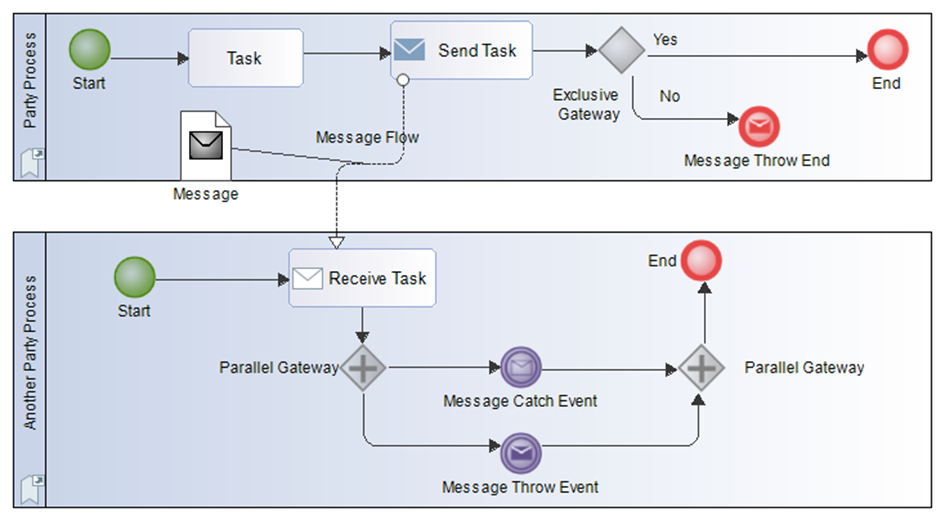 Party Process
Start
Task
Send Task
Yes
End
Exclusive
Gateway
No
Message Flow
Message Throw End
Message
Another Party Process
Start
Receive Task
End
Parallel Gateway
Message Catch Event
Parallel Gateway
Message Throw Event